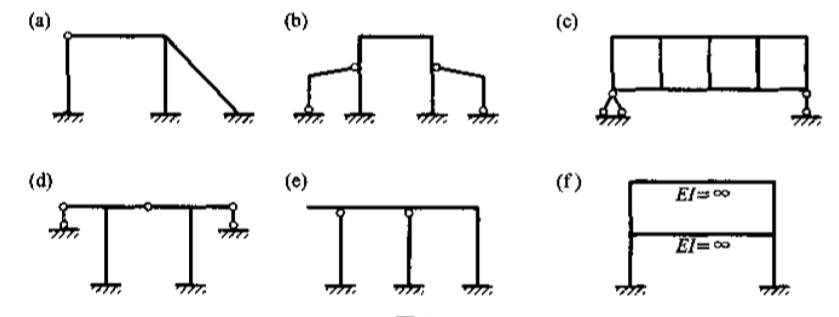 (a) (b) (c)
(d) (e) (f)
EI=∞
EI=∞